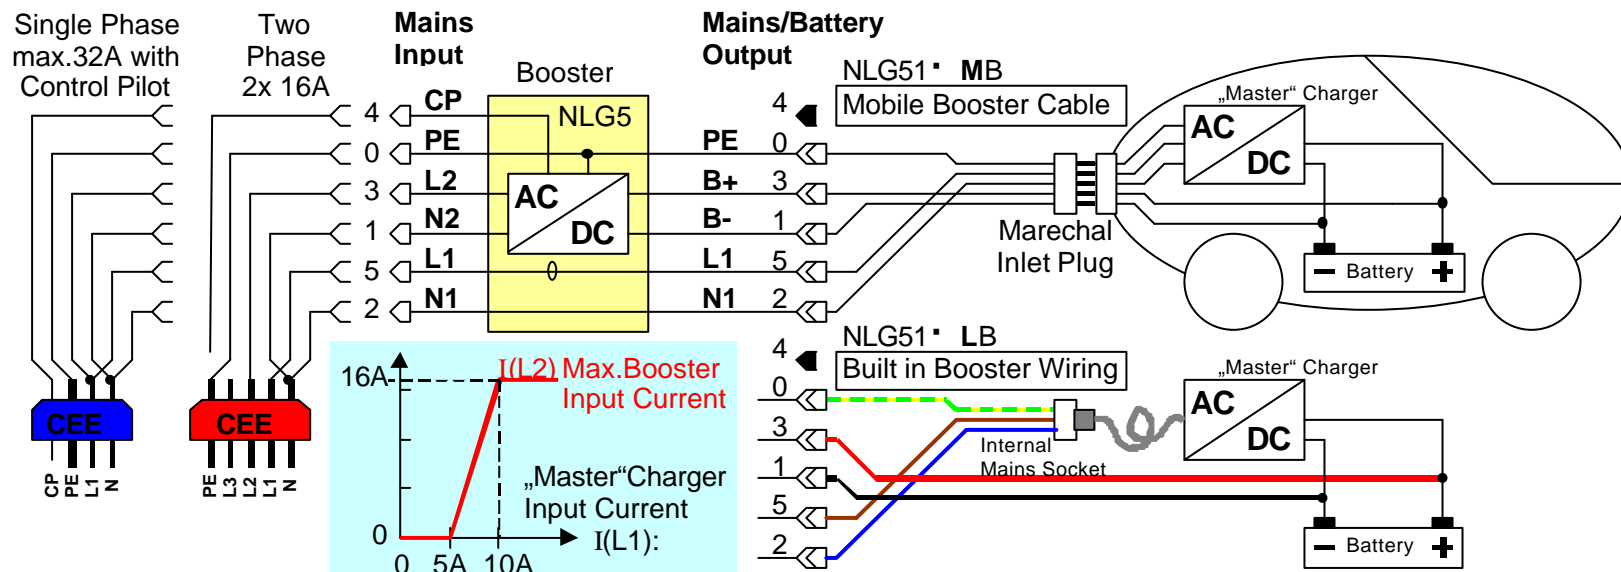 Single Phase
max.32A with
Control Pilot
Two
Phase
2x 16A
Mains
Input
Booster
NLG5
Mains/Battery
Output
4
CP
0
PE
3
L2
1
N2
5
L1
2
N1
AC
DC
4
PE
0
B+
3
B-
1
L1
5
N1
2
NLG51▪ MB
Mobile Booster Cable
„Master“ Charger
AC
DC
Marechal
Inlet Plug
− Battery +
CEE
CP
PE
L1
N
CEE
PE
L3
L2
L1
N
16A
I(L2) Max.Booster
Input Current
„Master“Charger
Input Current
I(L1):
0
0 5A 10A
NLG51▪ LB
Built in Booster Wiring
4
0
3
1
5
2
Internal
Mains Socket
„Master“ Charger
AC
DC
− Battery +